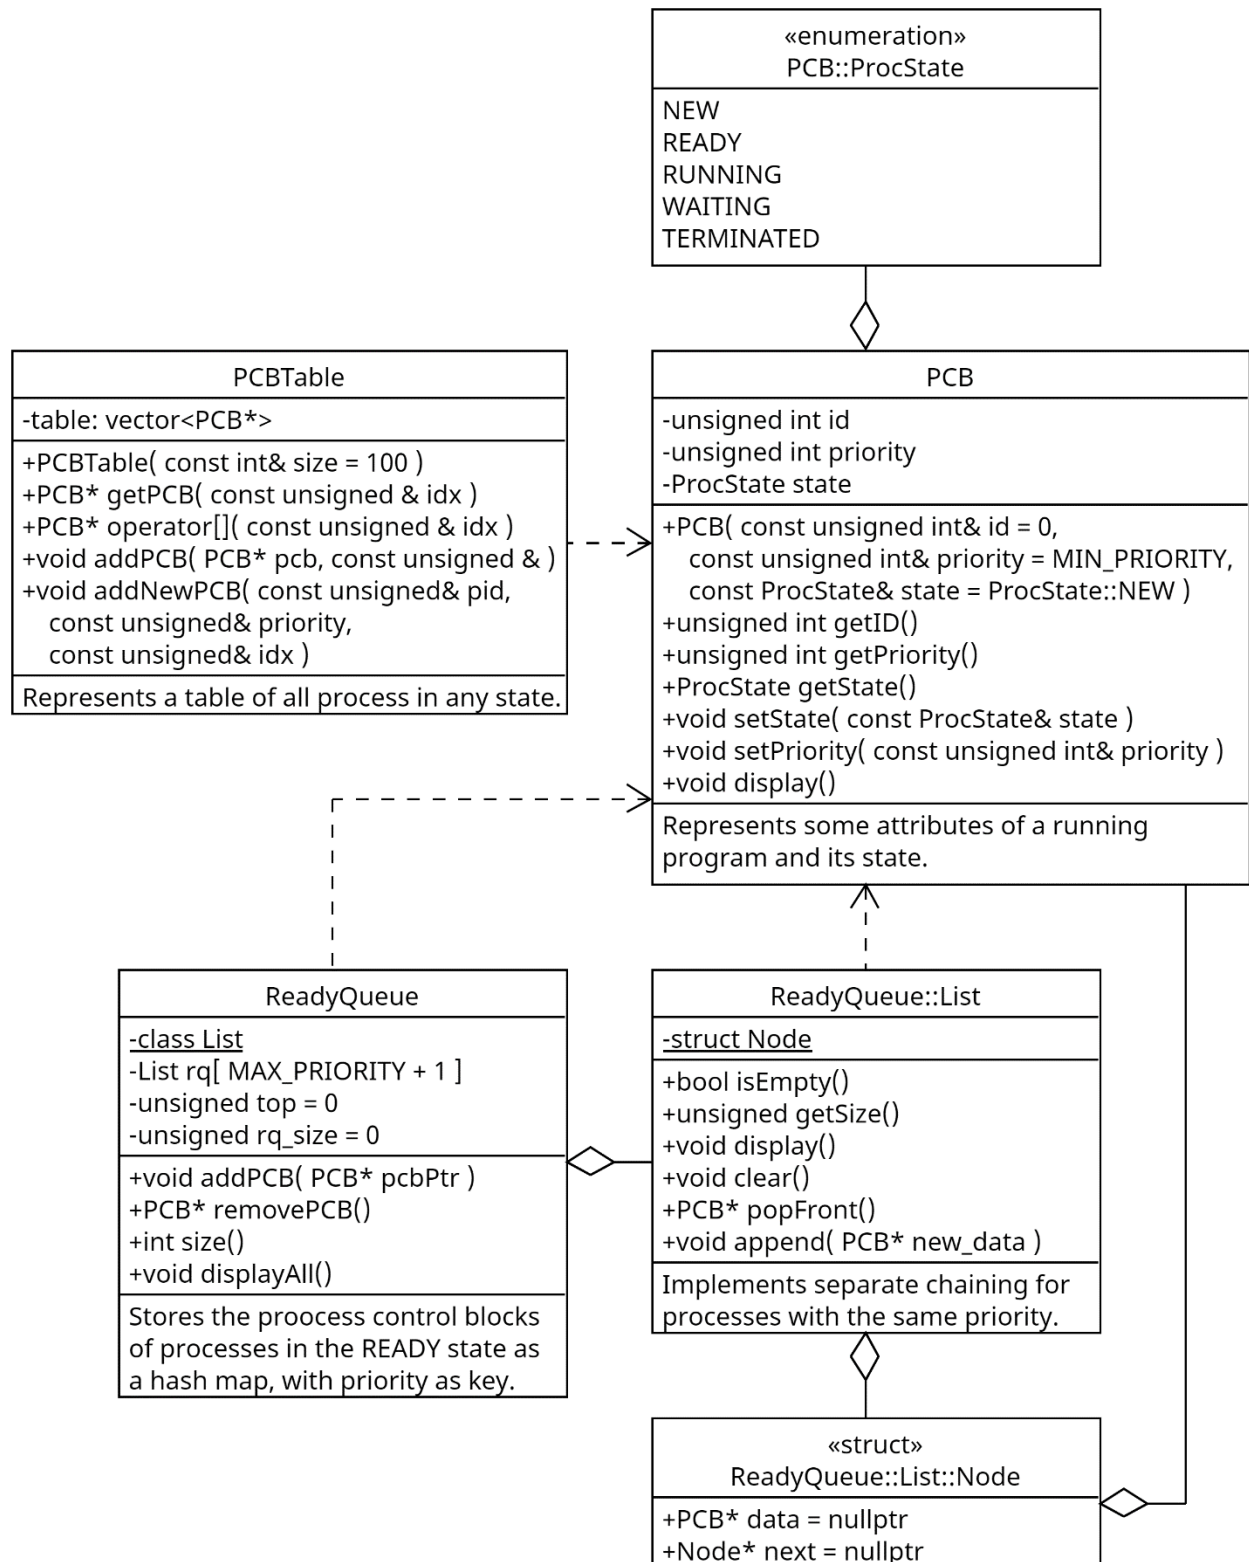 «enumeration»
PCB::ProcState
NEW
READY
RUNNING
WAITING
TERMINATED
PCBTable
-table: vector<PCB*>
+PCBTable( const int& size = 100 )
+PCB* getPCB( const unsigned & idx )
+PCB* operator[]( const unsigned & idx )
+void addPCB( PCB* pcb, const unsigned & )
+void addNewPCB( const unsigned& pid,
const unsigned& priority,
const unsigned& idx )
Represents a table of all process in any state.
PCB
-unsigned int id
-unsigned int priority
-ProcState state
+PCB( const unsigned int& id = 0,
const unsigned int& priority = MIN_PRIORITY,
const ProcState& state = ProcState::NEW )
+unsigned int getID()
+unsigned int getPriority()
+ProcState getState()
+void setState( const ProcState& state )
+void setPriority( const unsigned int& priority )
+void display()
Represents some attributes of a running
program and its state.
ReadyQueue
-class List
-List rq[ MAX_PRIORITY + 1 ]
-unsigned top = 0
-unsigned rq_size = 0
+void addPCB( PCB* pcbPtr )
+PCB* removePCB()
+int size()
+void displayAll()
Stores the proocess control blocks
of processes in the READY state as
a hash map, with priority as key.
ReadyQueue::List
-struct Node
+bool isEmpty()
+unsigned getSize()
+void display()
+void clear()
+PCB* popFront()
+void append( PCB* new_data )
Implements separate chaining for
processes with the same priority.
«struct»
ReadyQueue::List::Node
+PCB* data = nullptr
+Node* next = nullptr